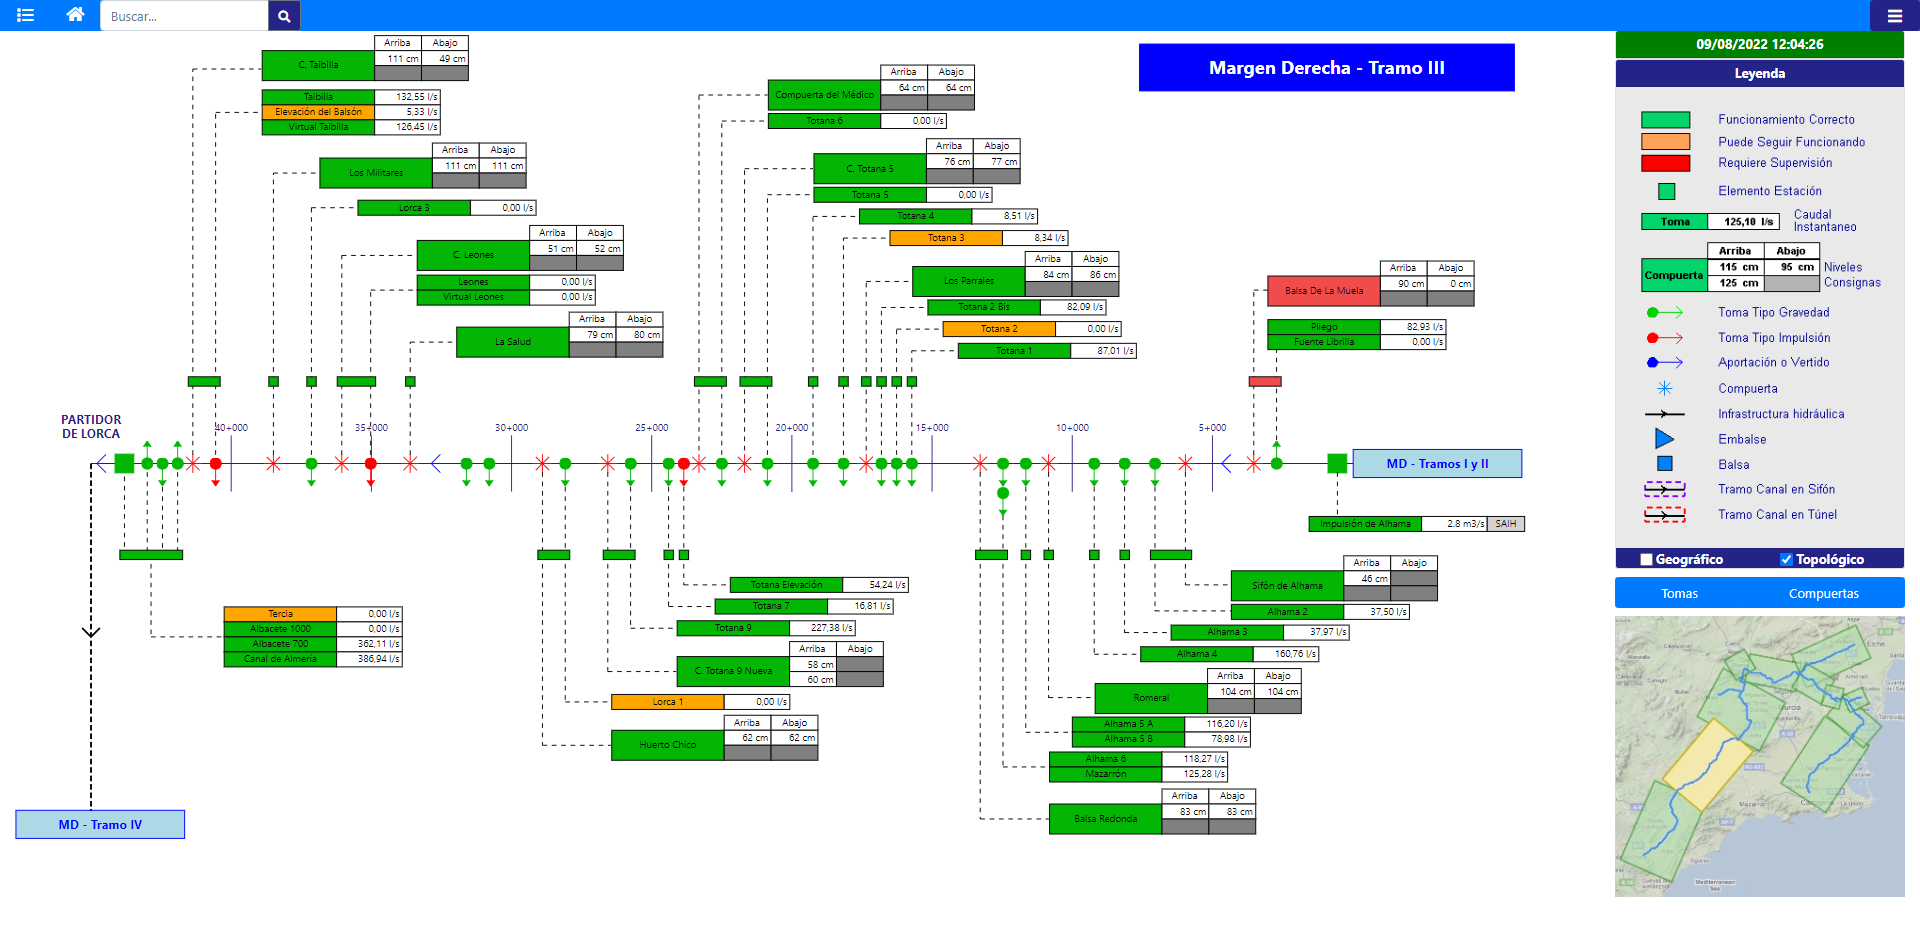 Buscar...
Margen Derecha - Tramo III
09/08/2022 12:04:26
Leyenda
Funcionamiento Correcto
Puede Seguir Funcionando
Requiere Supervisión
Elemento Estación
Toma 125,10 l/s Caudal Instantaneo
Arriba Abajo
Compuerta 115 cm 95 cm Niveles
125 cm Consignas
Toma Tipo Gravedad
Toma Tipo Impulsión
Aportación o Vertido
Compuerta
Infrastructura hidráulica
Embalse
Balsa
Tramo Canal en Sifón
Tramo Canal en Túnel
Geográfico Topológico
Tomas Compuertas
Arriba Abajo
C. Taibilla 111 cm 49 cm
Taibilla 132,55 l/s
Elevación del Balsón 5,33 l/s
Virtual Taibilla 126,45 l/s
Arriba Abajo
Los Militares 111 cm 111 cm
Lorca 3 0,00 l/s
Arriba Abajo
C. Leones 51 cm 52 cm
Leones 0,00 l/s
Virtual Leones 0,00 l/s
Arriba Abajo
La Salud 79 cm 80 cm
Arriba Abajo
Compuerta del Médico 64 cm 64 cm
Totana 6 0,00 l/s
Arriba Abajo
C. Totana 5 76 cm 77 cm
Totana 5 0,00 l/s
Totana 4 8,51 l/s
Totana 3 8,34 l/s
Arriba Abajo
Los Parrales 84 cm 86 cm
Totana 2 Bis 82,09 l/s
Totana 2 0,00 l/s
Totana 1 87,01 l/s
Arriba Abajo
Balsa De La Muela 90 cm 0 cm
Pliego 82,93 l/s
Fuente Librilla 0,00 l/s
PARTIDOR
DE LORCA
40+000 35+000 30+000 25+000 20+000 15+000 10+000 5+000
MD - Tramos I y II
Impulsión de Alhama 2.8 m3/s SAIH
Tercia 0,00 l/s
Albacete 1000 0,00 l/s
Albacete 700 362,11 l/s
Canal de Almería 386,94 l/s
Totana Elevación 54,24 l/s
Totana 7 16,81 l/s
Totana 9 227,38 l/s
Arriba Abajo
C. Totana 9 Nueva 58 cm
60 cm
Lorca 1 0,00 l/s
Arriba Abajo
Huerto Chico 62 cm 62 cm
Arriba Abajo
Sifón de Alhama 46 cm
Alhama 2 37,50 l/s
Alhama 3 37,97 l/s
Alhama 4 160,76 l/s
Arriba Abajo
Romeral 104 cm 104 cm
Alhama 5 A 116,20 l/s
Alhama 5 B 78,98 l/s
Alhama 6 118,27 l/s
Mazarrón 125,28 l/s
Arriba Abajo
Balsa Redonda 83 cm 83 cm
MD - Tramo IV
Mazarrón
Mediterranean
Sea